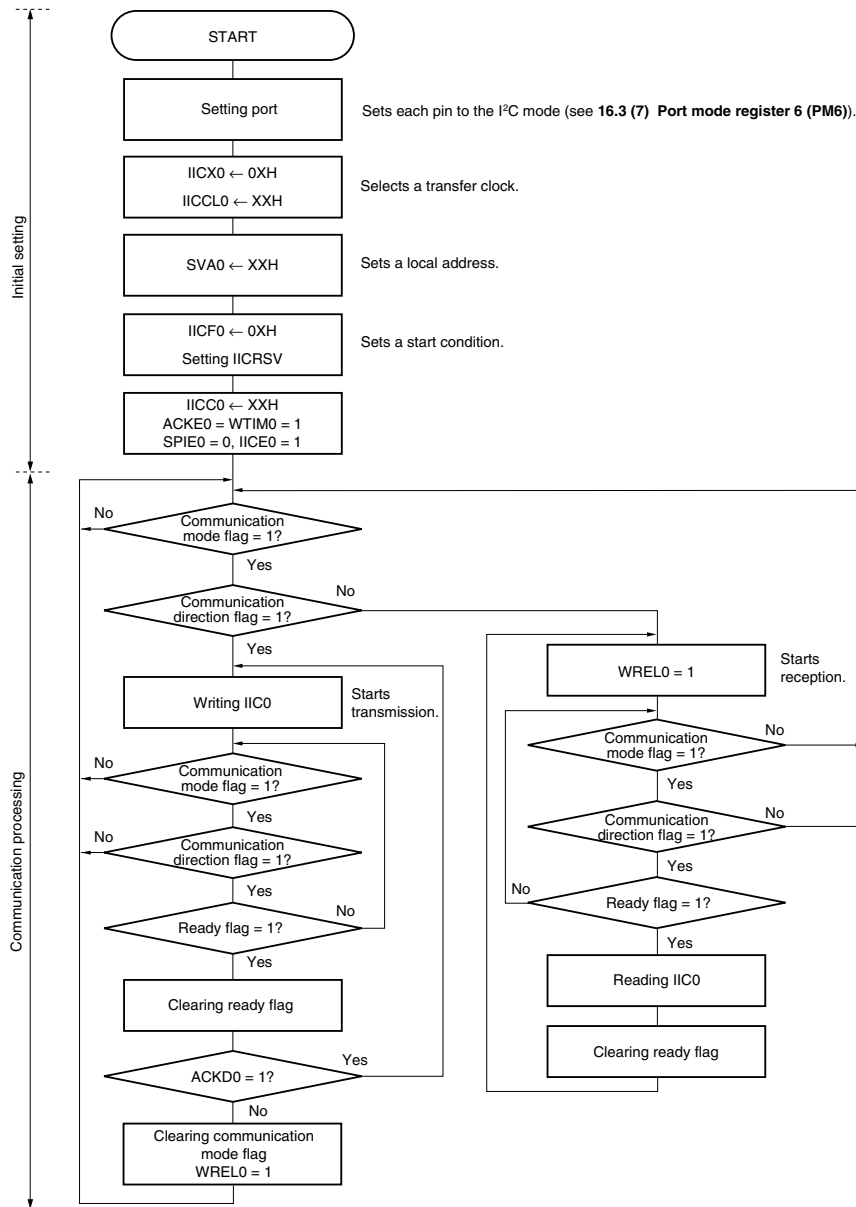 START
Setting port
Sets each pin to the I²C mode (see 16.3 (7) Port mode register 6 (PM6)).
IICX0 ← 0XH
IICCL0 ← XXH
Selects a transfer clock.
Initial setting
SVA0 ← XXH
Sets a local address.
IICF0 ← 0XH
Setting IICRSV
Sets a start condition.
IICC0 ← XXH
ACKE0 = WTIM0 = 1
SPIE0 = 0, IICE0 = 1
Communication processing
No
Communication
mode flag = 1?
Yes
No
Communication
direction flag = 1?
Yes
Writing IIC0
Starts
transmission.
No
Communication
mode flag = 1?
Yes
No
Communication
direction flag = 1?
Yes
No
Ready flag = 1?
Yes
Clearing ready flag
Yes
ACKD0 = 1?
No
Clearing communication
mode flag
WREL0 = 1
WREL0 = 1
Starts
reception.
No
Communication
mode flag = 1?
Yes
No
Communication
direction flag = 1?
Yes
No
Ready flag = 1?
Yes
Reading IIC0
Clearing ready flag